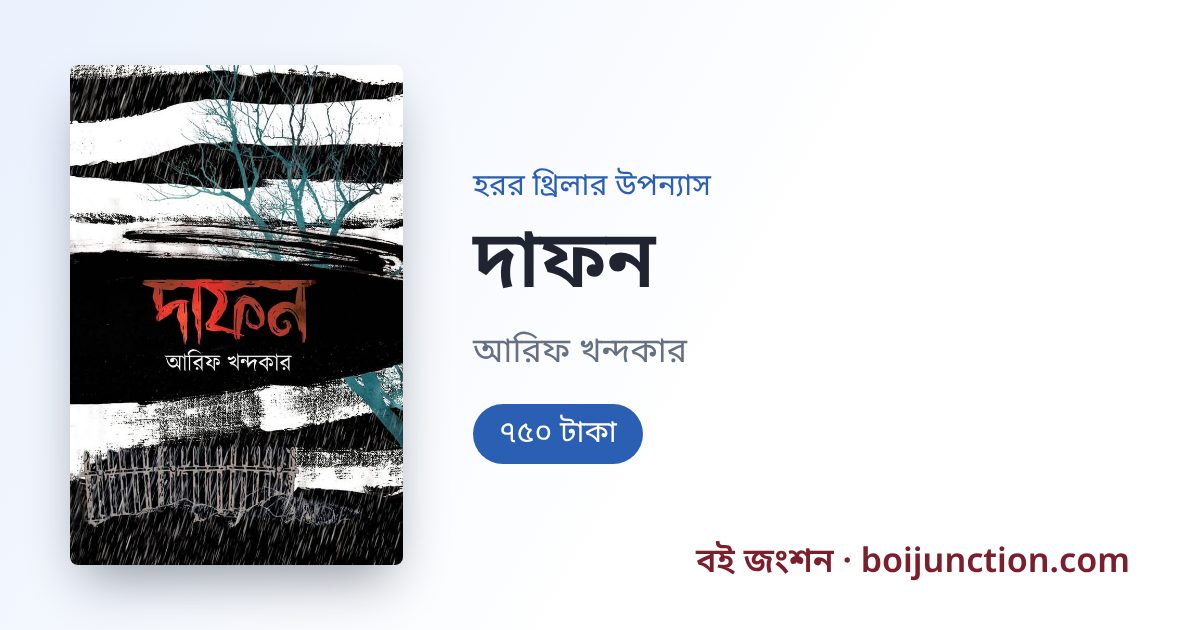 দাফন
আরিফ খন্দকার
হরর থ্রিলার উপন্যাস
দাফন
আরিফ খন্দকার
৭৫০ টাকা
বই জংশন · boijunction.com